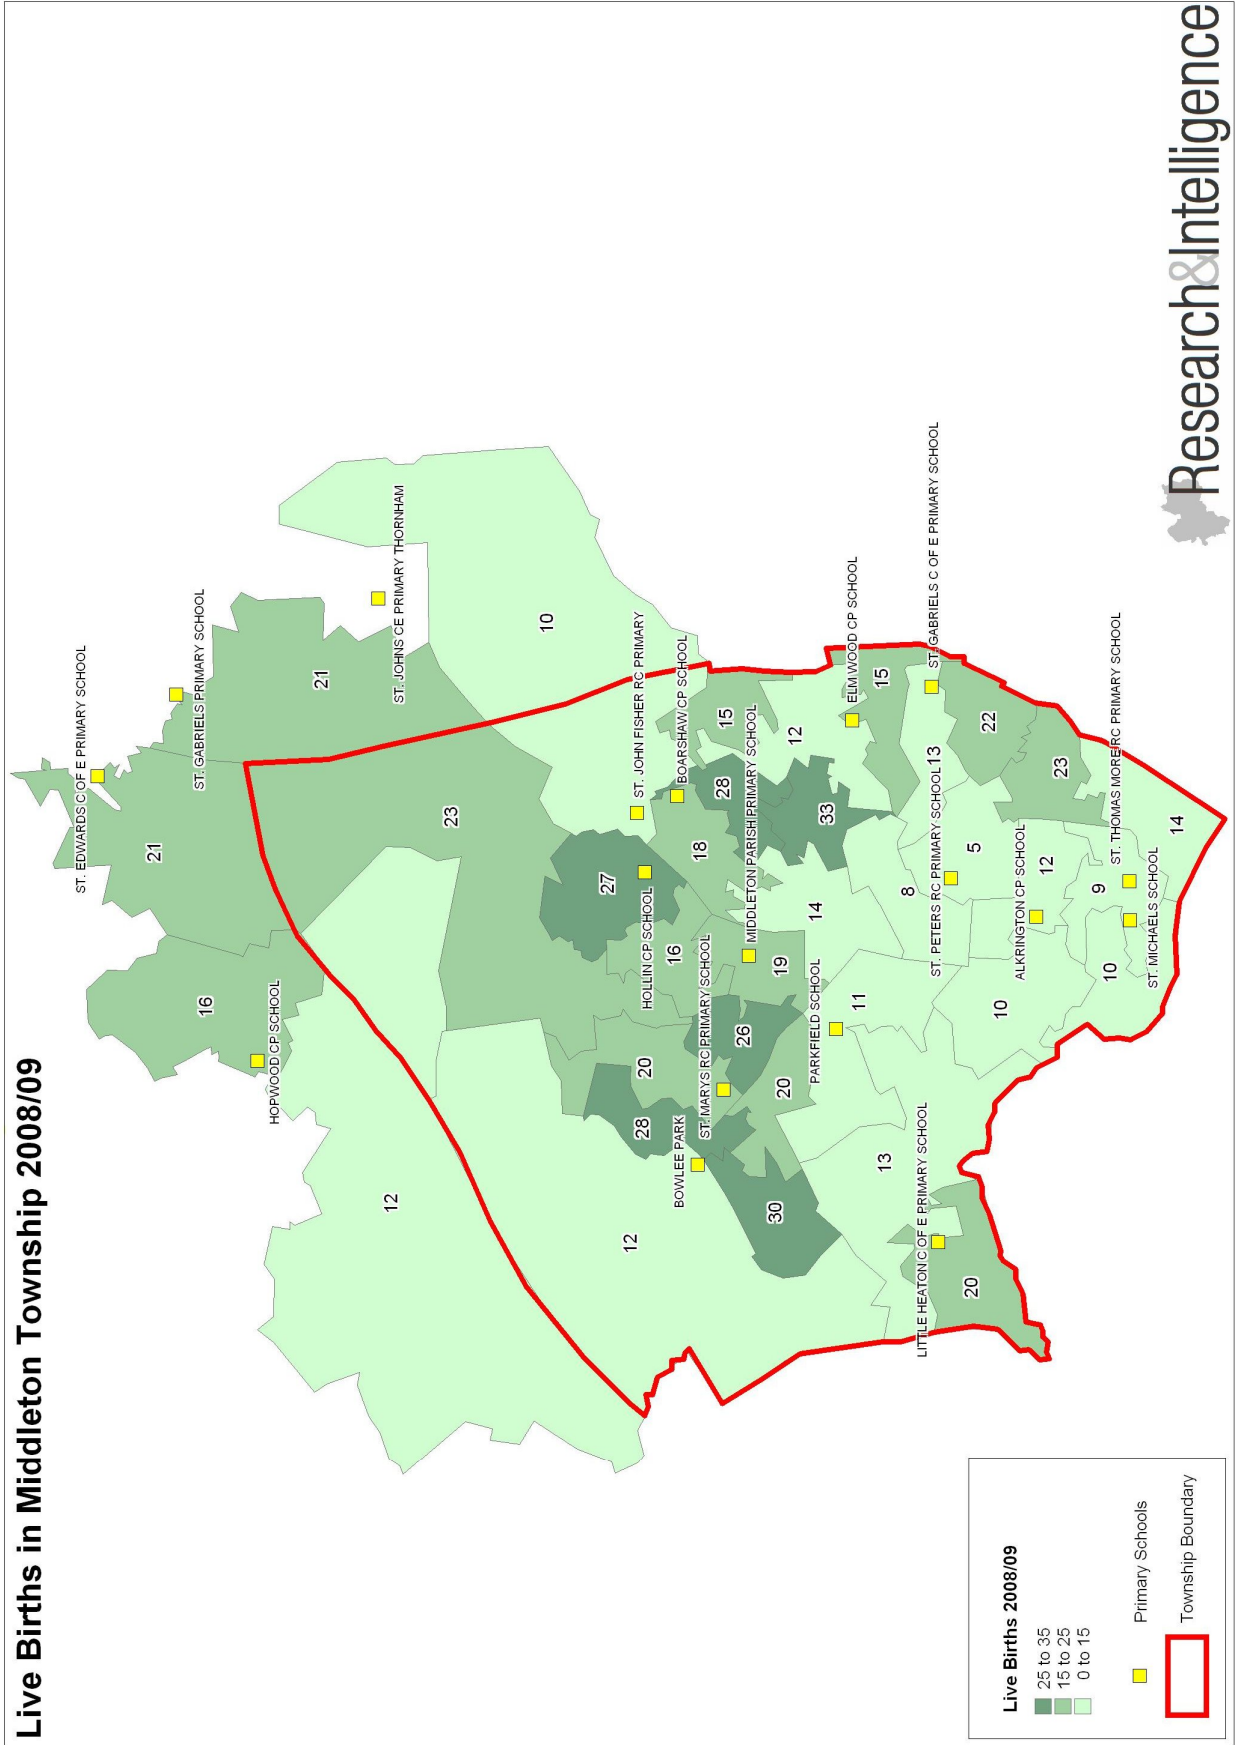 Live Births in Middleton Township 2008/09
ST. EDWARDS C OF E PRIMARY SCHOOL
21
ST. GABRIELS PRIMARY SCHOOL
16
HOPWOOD CP SCHOOL
21
ST. JOHNS CE PRIMARY THORNHAM
12
23
10
12
27
ST. JOHN FISHER RC PRIMARY
HOLLIN CP SCHOOL
BOARSHAW CP SCHOOL
28
20
16
18
BOWLEE PARK
ST. MARYS RC PRIMARY SCHOOL
28
15
MIDDLETON PARISH PRIMARY SCHOOL
26
30
20
19
12
PARKFIELD SCHOOL
14
33
ELM WOOD CP SCHOOL
11
15
13
8
LITTLE HEATON C OF E PRIMARY SCHOOL
ST. PETERS RC PRIMARY SCHOOL
13
ST. GABRIELS C OF E PRIMARY SCHOOL
20
5
22
10
ALKRINGTON CP SCHOOL
12
23
10
9
ST. THOMAS MORE RC PRIMARY SCHOOL
ST. MICHAELS SCHOOL
14
Live Births 2008/09
25 to 35
15 to 25
0 to 15
Primary Schools
Township Boundary
Research&Intelligence